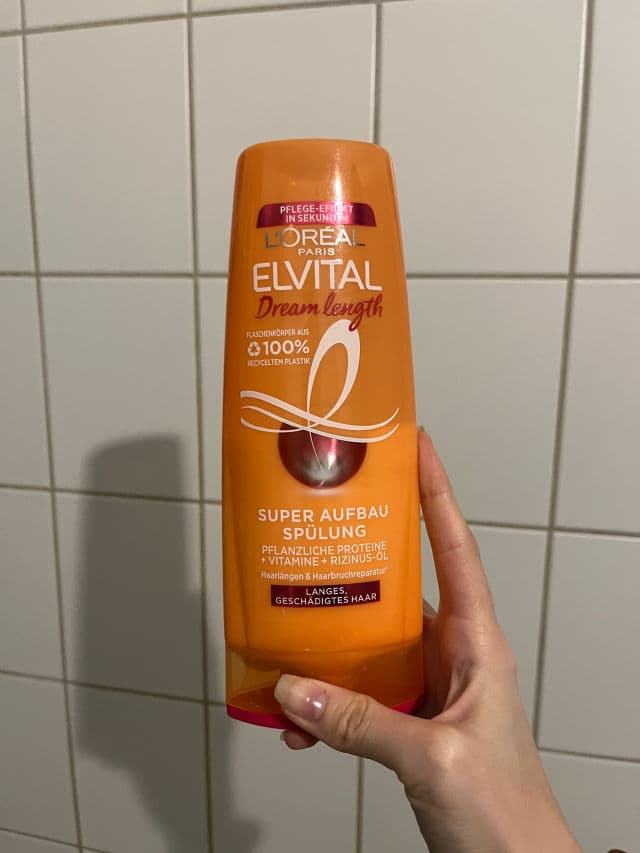 PFLEGE-EFFEKT
IN SEKUNDEN
L'ORÉAL
PARIS
ELVITAL
Dream length
FLASCHENKÖRPER AUS
100%
RECYCELTEM PLASTIK
SUPER AUFBAU
SPÜLUNG
PFLANZLICHE PROTEINE
+ VITAMINE + RIZINUS-ÖL
Haarlängen & Haarbruchreparatur*
LANGES,
GESCHÄDIGTES HAAR